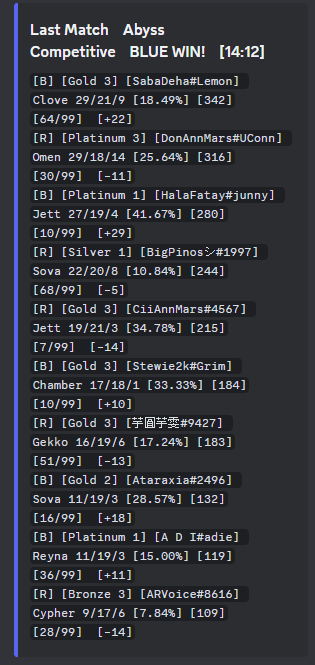 Last Match Abyss
Competitive BLUE WIN! [14:12]
[B] [Gold 3] [SabaDeha#Lemon]
Clove 29/21/9 [18.49%] [342]
[64/99] [+22]
[R] [Platinum 3] [DonAnnMars#UConn]
Omen 29/18/14 [25.64%] [316]
[30/99] [-11]
[B] [Platinum 1] [HalaFatay#junny]
Jett 27/19/4 [41.67%] [280]
[10/99] [+29]
[R] [Silver 1] [BigPinosシ#1997]
Sova 22/20/8 [10.84%] [244]
[68/99] [-5]
[R] [Gold 3] [CiiAnnMars#4567]
Jett 19/21/3 [34.78%] [215]
[7/99] [-14]
[B] [Gold 3] [Stewie2k#Grim]
Chamber 17/18/1 [33.33%] [184]
[10/99] [+10]
[R] [Gold 3] [芋圓芋雯#9427]
Gekko 16/19/6 [17.24%] [183]
[51/99] [-13]
[B] [Gold 2] [Ataraxia#2496]
Sova 11/19/3 [28.57%] [132]
[16/99] [+18]
[B] [Platinum 1] [A D I#adie]
Reyna 11/19/3 [15.00%] [119]
[36/99] [+11]
[R] [Bronze 3] [ARVoice#8616]
Cypher 9/17/6 [7.84%] [109]
[28/99] [-14]